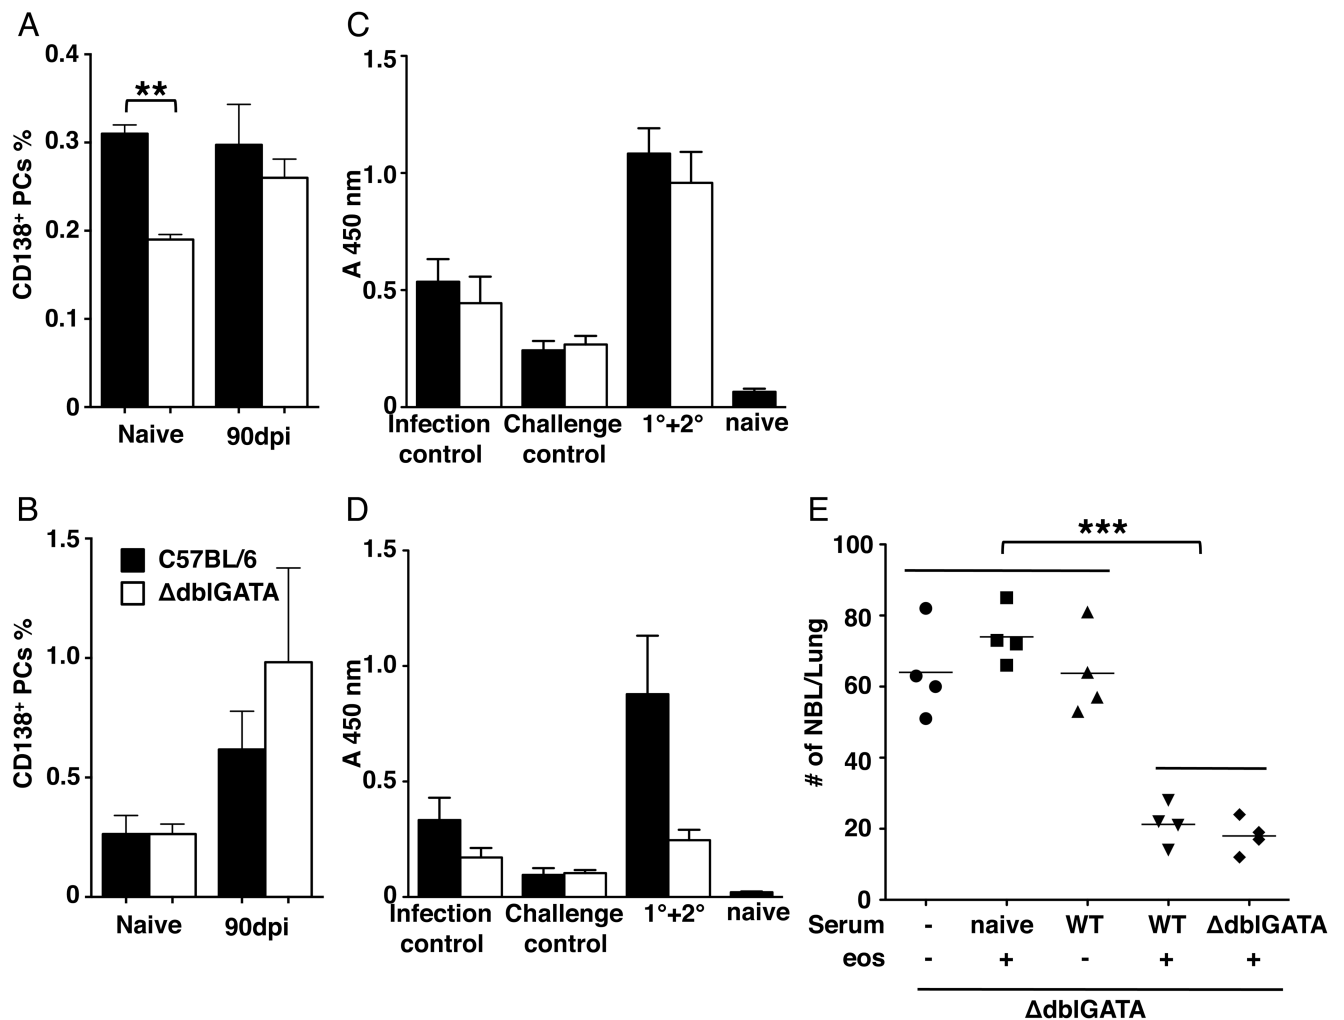 A
0.4
0.3
0.2
0.1
0
CD138+ PCs %
**
Naive
90dpi
C
1.5
1.0
0.5
0
A 450 nm
Infection control
Challenge control
1°+2°
naive
B
1.5
1.0
0.5
0
CD138+ PCs %
C57BL/6
ΔdblGATA
Naive
90dpi
D
1.5
1.0
0.5
0
A 450 nm
Infection control
Challenge control
1°+2°
naive
E
100
80
60
40
20
0
# of NBL/Lung
***
Serum - naive WT WT ΔdblGATA
eos - + - + +
ΔdblGATA